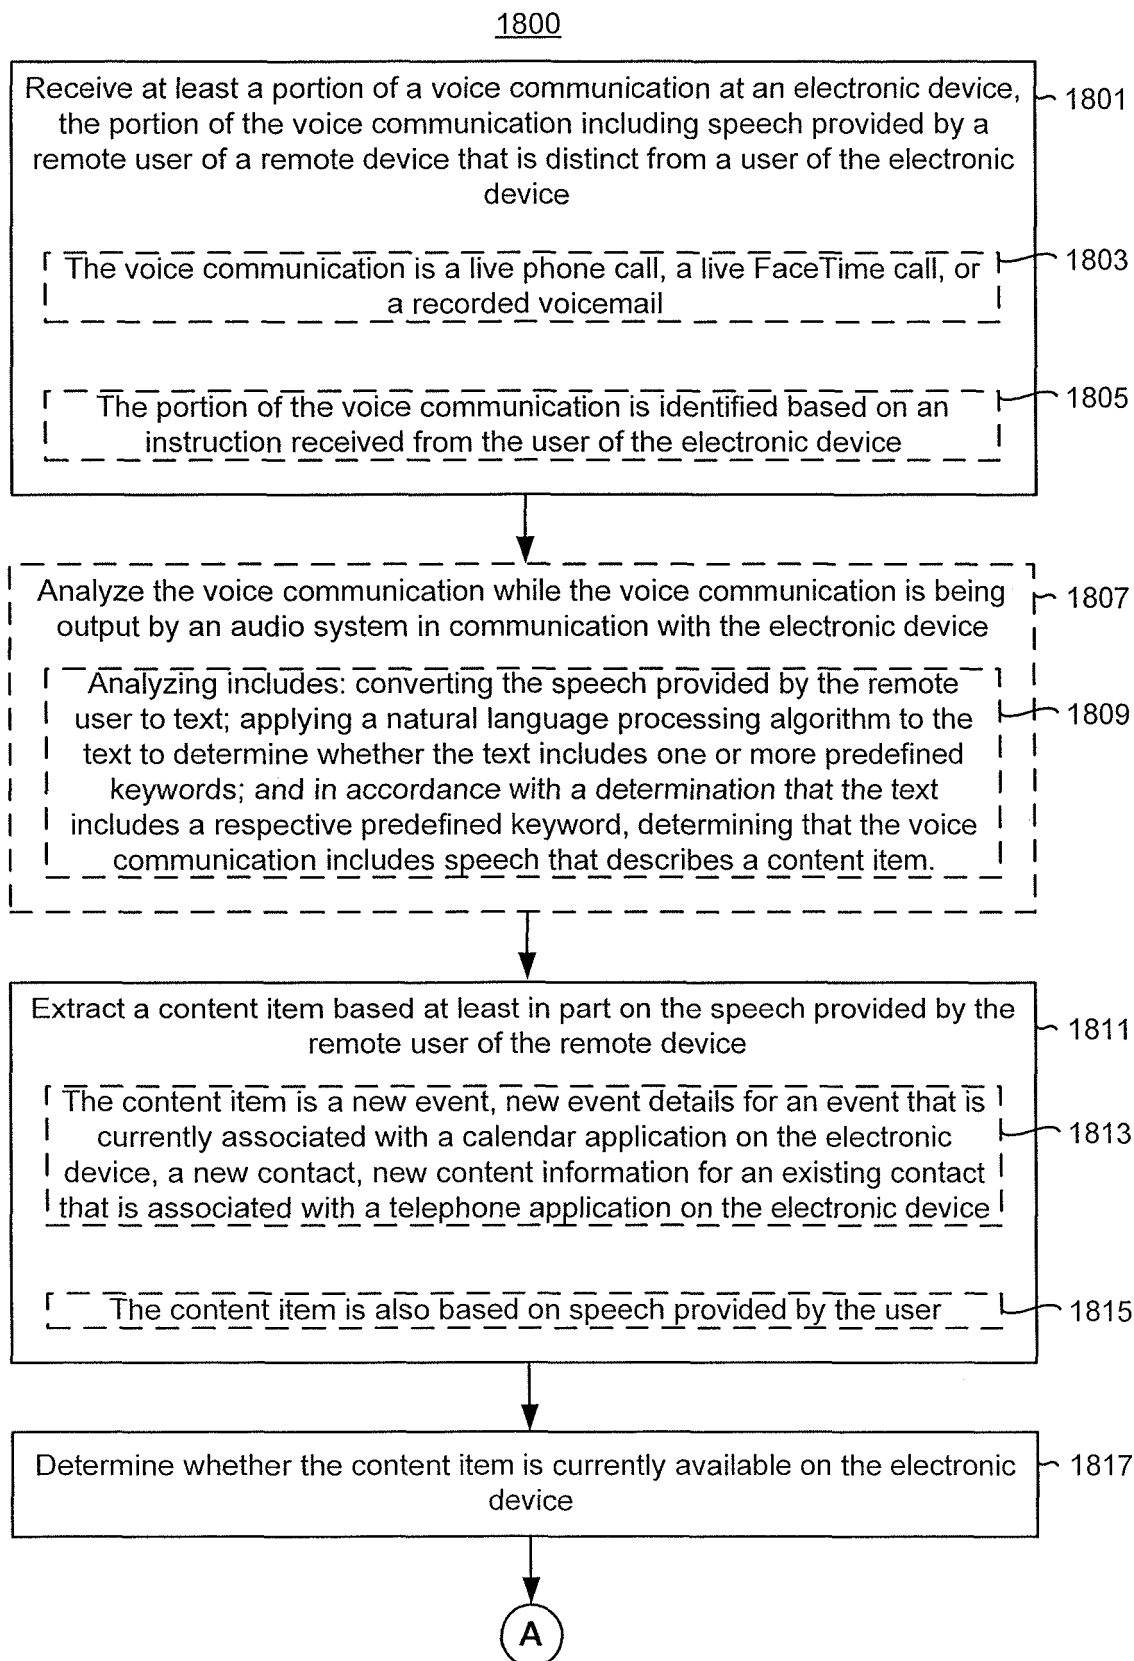 1800
Receive at least a portion of a voice communication at an electronic device,
the portion of the voice communication including speech provided by a
remote user of a remote device that is distinct from a user of the electronic
device
1801
The voice communication is a live phone call, a live FaceTime call, or
a recorded voicemail
1803
The portion of the voice communication is identified based on an
instruction received from the user of the electronic device
1805
Analyze the voice communication while the voice communication is being
output by an audio system in communication with the electronic device
1807
Analyzing includes: converting the speech provided by the remote
user to text; applying a natural language processing algorithm to the
text to determine whether the text includes one or more predefined
keywords; and in accordance with a determination that the text
includes a respective predefined keyword, determining that the voice
communication includes speech that describes a content item.
1809
Extract a content item based at least in part on the speech provided by the
remote user of the remote device
1811
The content item is a new event, new event details for an event that is
currently associated with a calendar application on the electronic
device, a new contact, new content information for an existing contact
that is associated with a telephone application on the electronic device
1813
The content item is also based on speech provided by the user
1815
Determine whether the content item is currently available on the electronic
device
1817
A